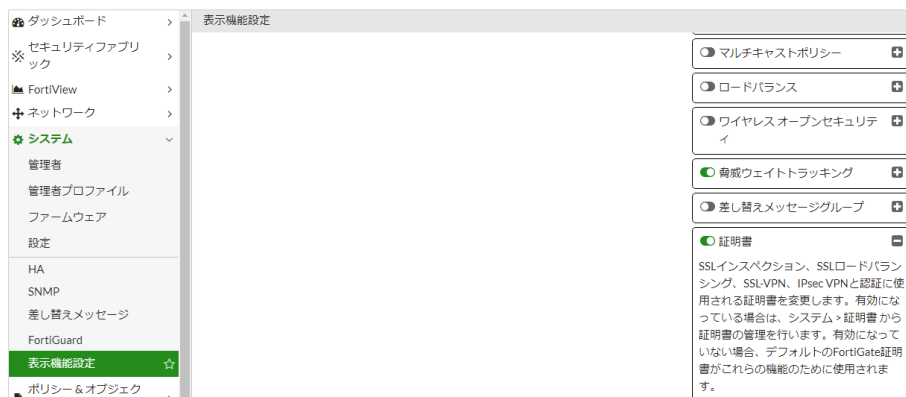 ダッシュボード
セキュリティファブリ
ック
FortiView
ネットワーク
システム
管理者
管理者プロファイル
ファームウェア
設定
HA
SNMP
差し替えメッセージ
FortiGuard
表示機能設定
ポリシー & オブジェク
表示機能設定
マルチキャストポリシー
ロードバランス
ワイヤレス オープンセキュリテ
ィ
脅威ウェイトトラッキング
差し替えメッセージグループ
証明書
SSLインスペクション、SSLロードバラン
シング、SSL-VPN、IPsec VPNと認証に使
用される証明書を変更します。有効にな
っている場合は、システム > 証明書 から
証明書の管理を行います。有効になって
いない場合、デフォルトのFortiGate証明
書がこれらの機能のために使用されま
す。